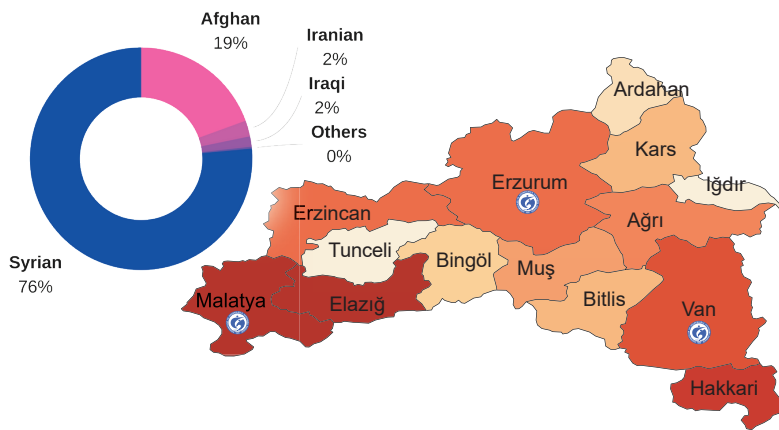 Afghan
19%
Iranian
2%
Iraqi
2%
Others
0%
Syrian
76%
Ardahan
Kars
Iğdır
Erzurum
Ağrı
Erzincan
Tunceli
Bingöl
Muş
Bitlis
Van
Malatya
Elazığ
Hakkari